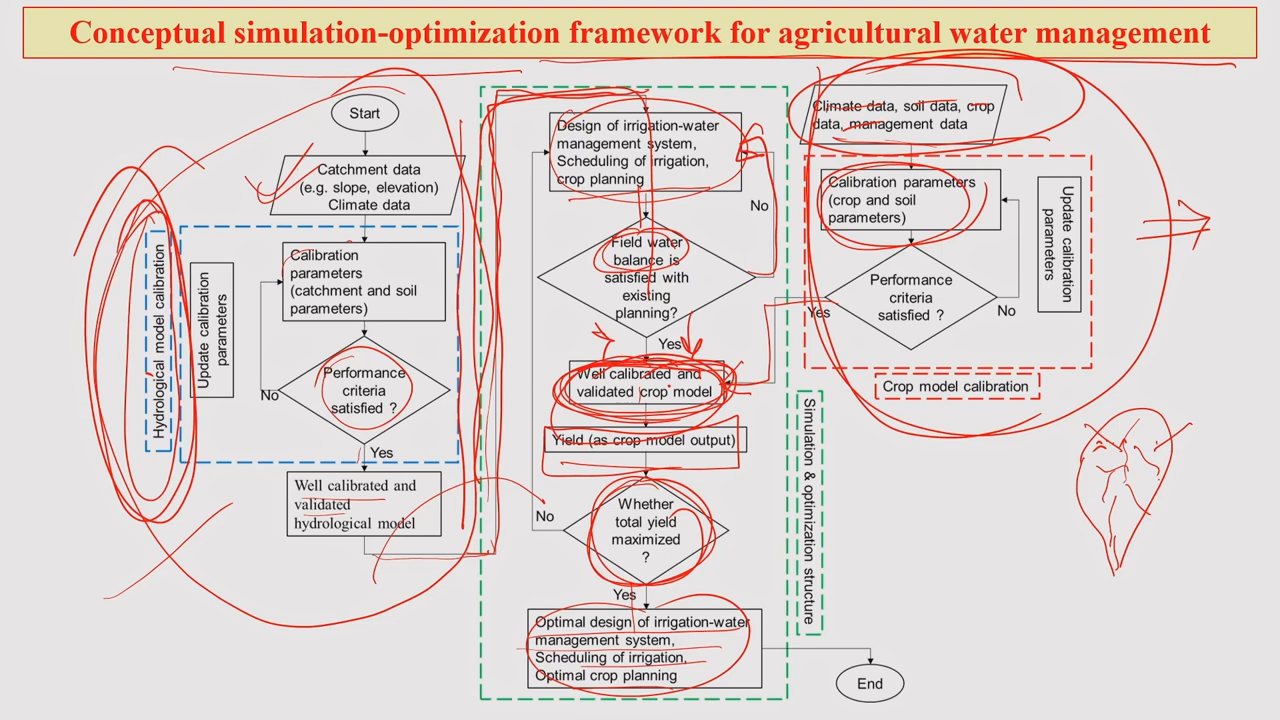 Conceptual simulation-optimization framework for agricultural water management
Start
Catchment data
(e.g. slope, elevation)
Climate data
Hydrological model calibration
Update calibration
parameters
Calibration
parameters
(catchment and soil
parameters)
Performance
criteria
satisfied ?
No
Yes
Well calibrated and
validated
hydrological model
Design of irrigation-water
management system,
Scheduling of irrigation,
crop planning
No
Field water
balance is
satisfied with
existing
planning?
Yes
Well calibrated and
validated crop model
Yield (as crop model output)
Whether
total yield
maximized
?
No
Yes
Optimal design of irrigation-water
management system,
Scheduling of irrigation,
Optimal crop planning
Simulation & optimization structure
Climate data, soil data, crop
data, management data
Calibration parameters
(crop and soil
parameters)
Update calibration
parameters
Performance
criteria
satisfied ?
Yes
No
Crop model calibration
End